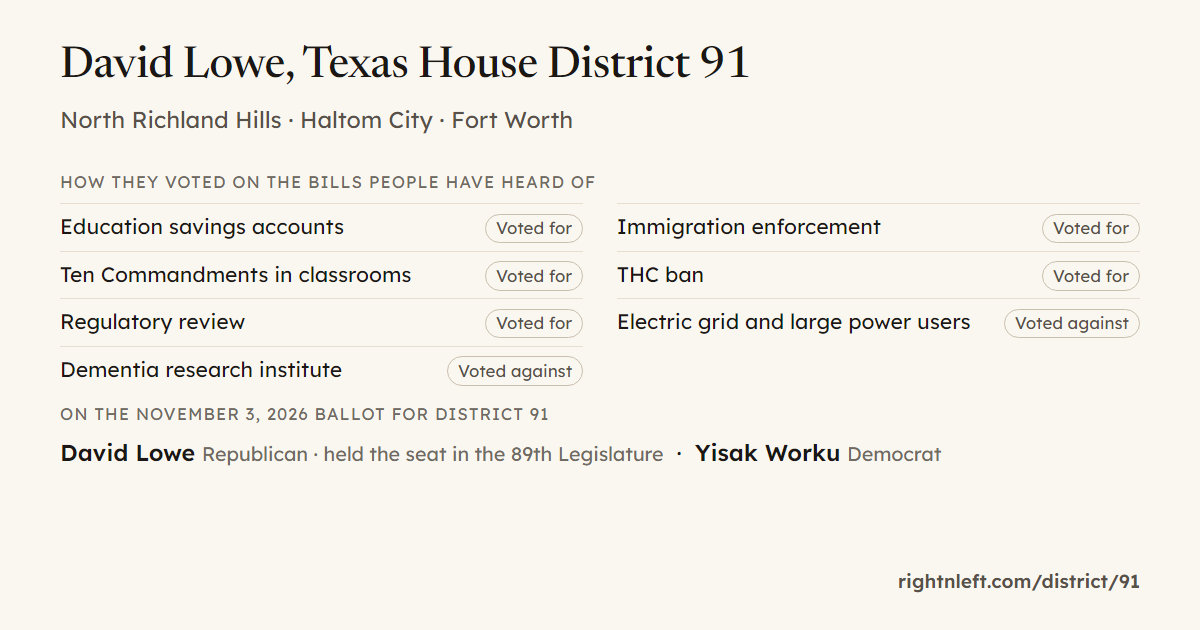 David Lowe, Texas House District 91
North Richland Hills · Haltom City · Fort Worth
HOW THEY VOTED ON THE BILLS PEOPLE HAVE HEARD OF
Education savings accounts Voted for
Ten Commandments in classrooms Voted for
Regulatory review Voted for
Dementia research institute Voted against
Immigration enforcement Voted for
THC ban Voted for
Electric grid and large power users Voted against
ON THE NOVEMBER 3, 2026 BALLOT FOR DISTRICT 91
David Lowe Republican · held the seat in the 89th Legislature · Yisak Worku Democrat
rightnleft.com/district/91